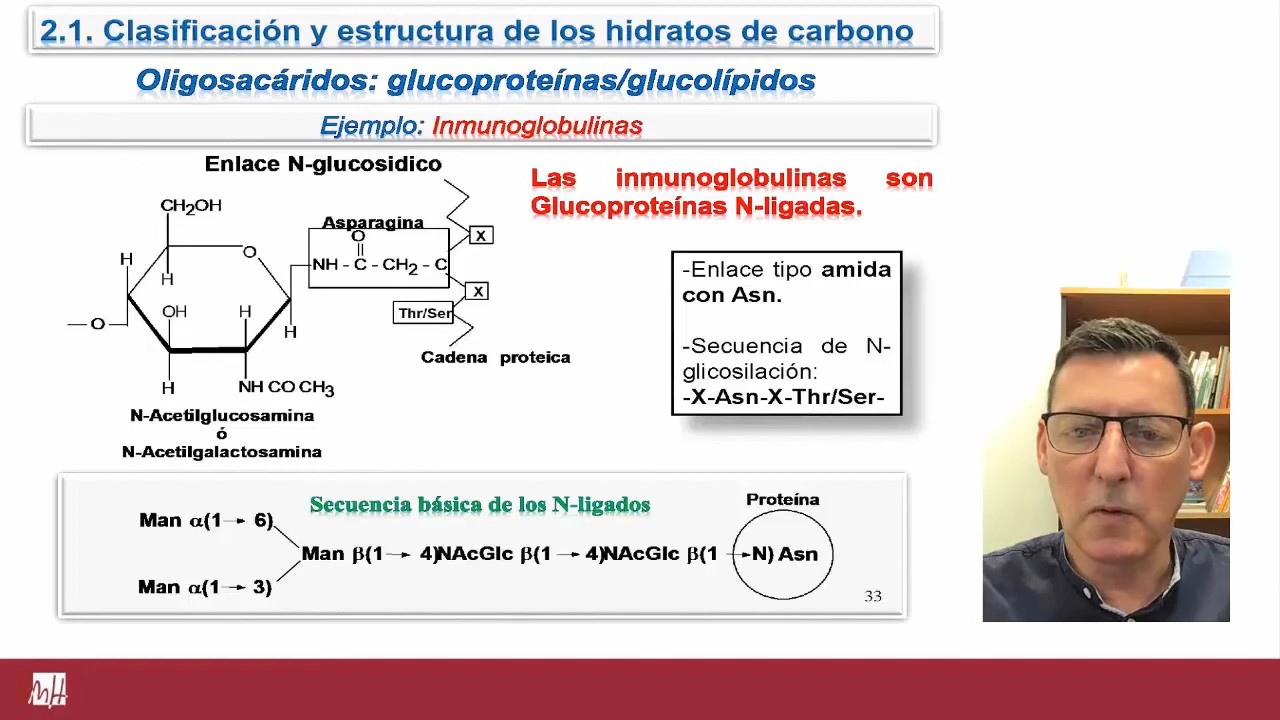 2.1. Clasificación y estructura de los hidratos de carbono
Oligosacáridos: glucoproteínas/glucolípidos
Ejemplo: Inmunoglobulinas
Enlace N-glucosidico
Las inmunoglobulinas son
Glucoproteínas N-ligadas.
CH2OH
Asparagina
O
X
H
O
NH - C - CH2 - C
H
X
OH
H
Thr/Ser
O
H
Cadena proteica
H
NH CO CH3
N-Acetilglucosamina
ó
N-Acetilgalactosamina
-Enlace tipo amida
con Asn.
-Secuencia de N-
glicosilación:
-X-Asn-X-Thr/Ser-
Secuencia básica de los N-ligados
Proteína
Man α(1→ 6)
Man β(1 → 4)NAcGlc β(1 → 4)NAcGlc β(1 →N) Asn
Man α(1→ 3)
33
MH